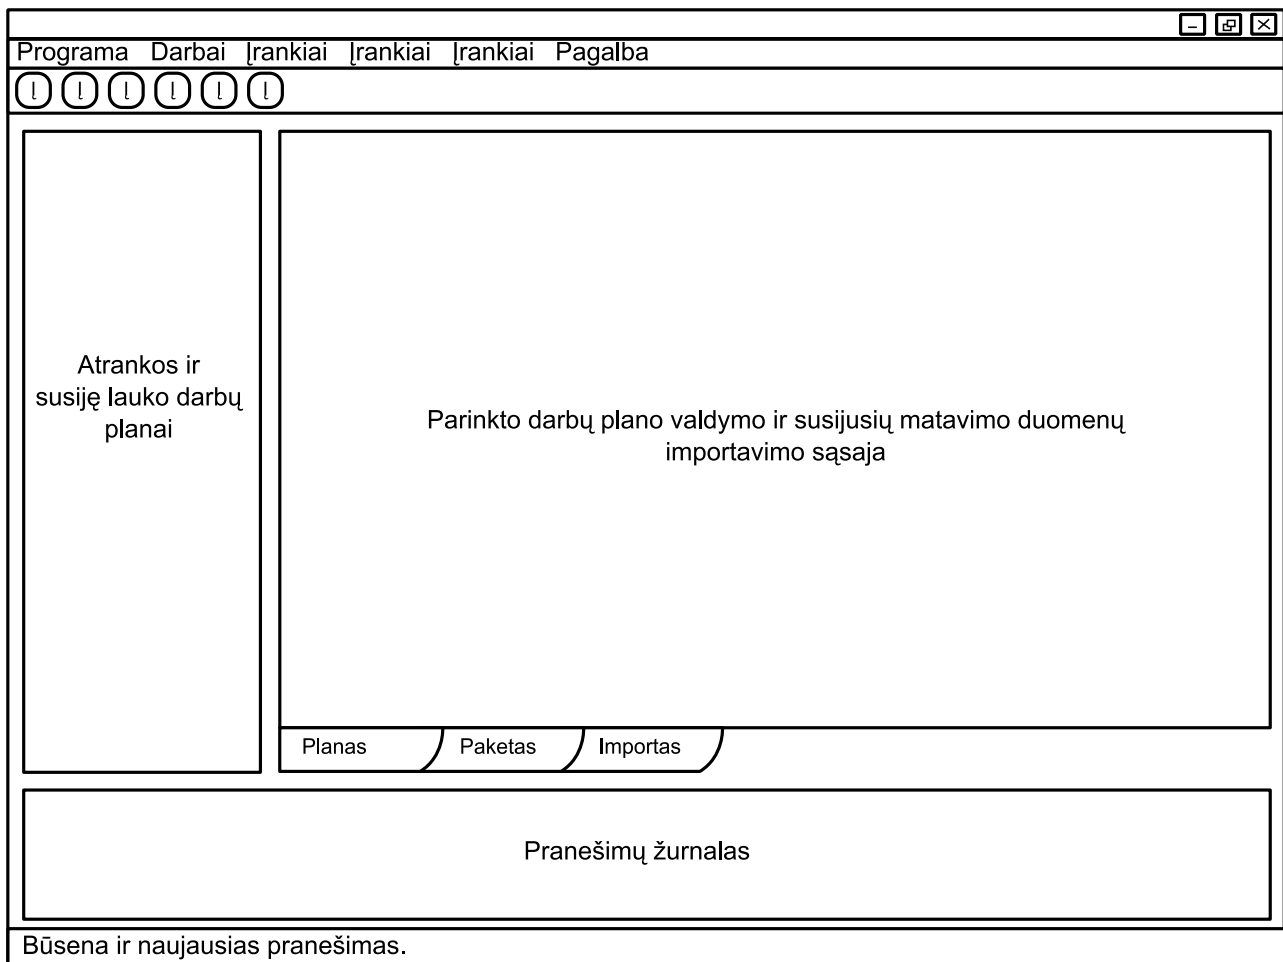 Programa Darbai Įrankiai Įrankiai Įrankiai Pagalba
Į Į Į Į Į Į
Atrankos ir
susiję lauko darbų
planai
Parinkto darbų plano valdymo ir susijusių matavimo duomenų
importavimo sąsaja
Planas Paketas Importas
Pranešimų žurnalas
Būsena ir naujausias pranešimas.